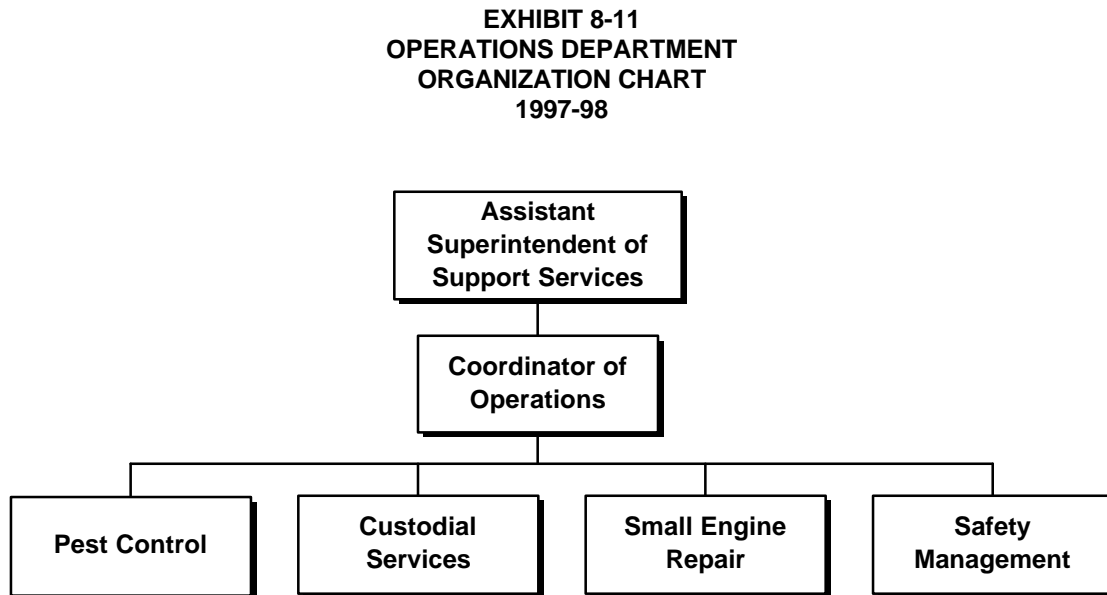 EXHIBIT 8-11
OPERATIONS DEPARTMENT
ORGANIZATION CHART
1997-98
Assistant
Superintendent of
Support Services
Coordinator of
Operations
Pest Control
Custodial
Services
Small Engine
Repair
Safety
Management